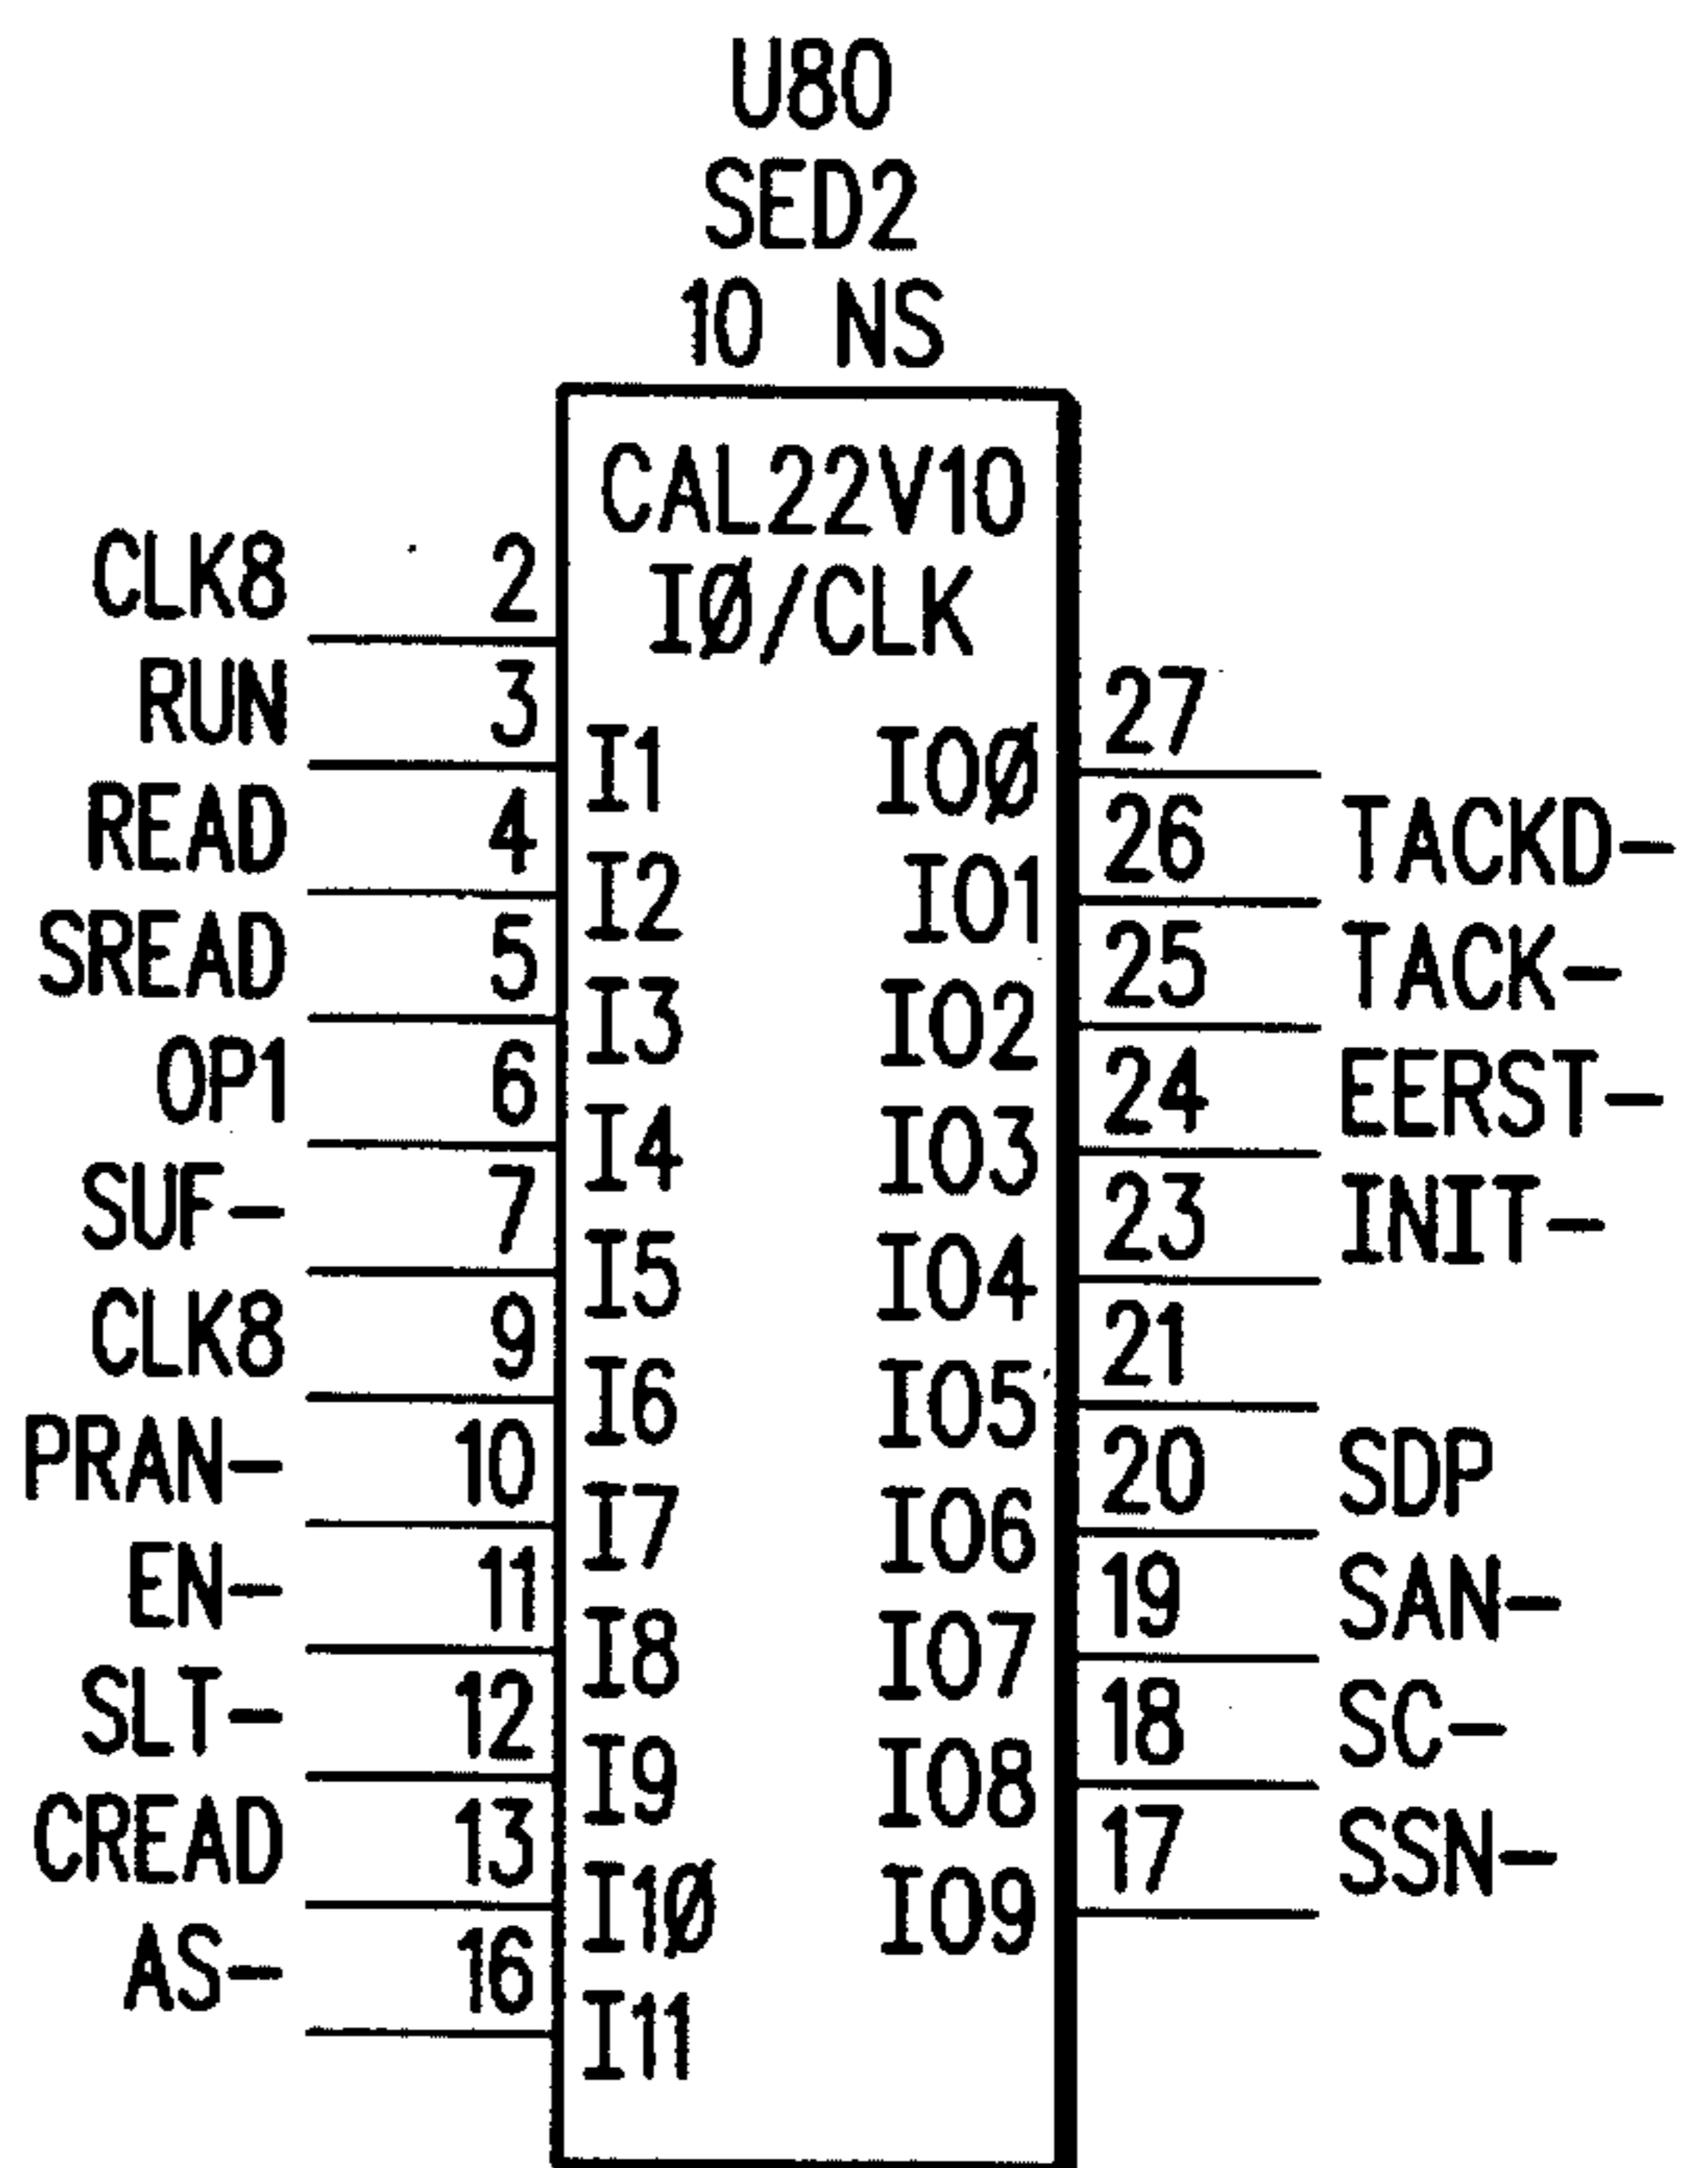 U80
SED2
10 NS
CAL22V10
CLK8 2
I0/CLK
RUN 3 27
I1 IO0
READ 4 26 TACKD-
I2 IO1
SREAD 5 25 TACK-
I3 IO2
OP1 6 24 EERST-
I4 IO3
SUF- 7 23 INIT-
I5 IO4
CLK8 9 21
I6 IO5
PRAN- 10 20 SDP
I7 IO6
EN- 11 19 SAN-
I8 IO7
SLT- 12 18 SC-
I9 IO8
CREAD 13 17 SSN-
I10 IO9
AS- 16
I11